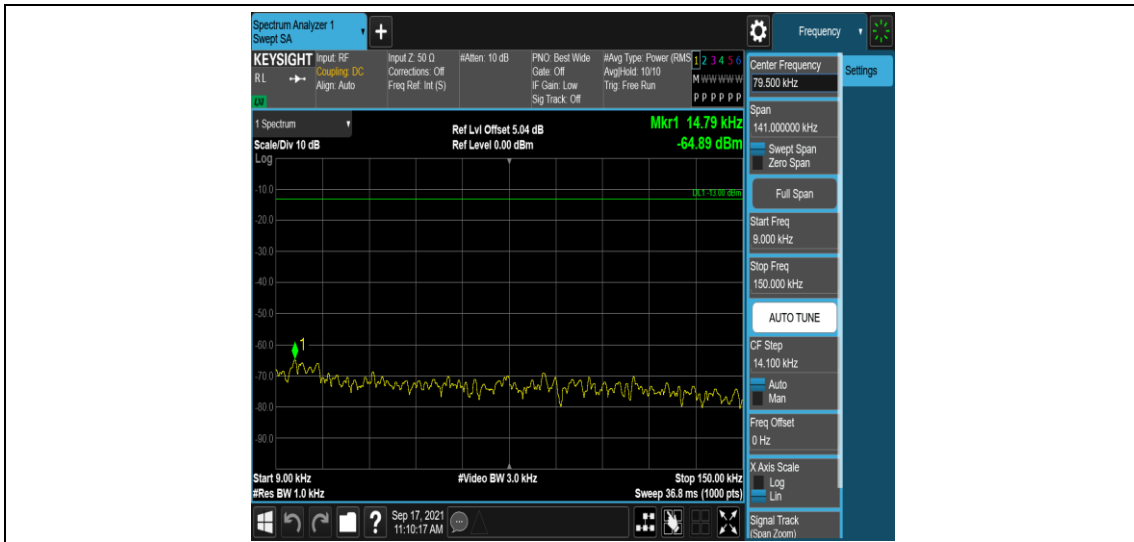 Spectrum Analyzer 1
Swept SA
+
Frequency
KEYSIGHT
Input: RF
Input Z: 50 Ω
#Atten: 10 dB
PNO: Best Wide
#Avg Type: Power (RMS
1 2 3 4 5 6
R L
Coupling: DC
Corrections: Off
Gate: Off
Avg|Hold: 10/10
M W W W W W
Align: Auto
Freq Ref: Int (S)
IF Gain: Low
Trig: Free Run
Sig Track: Off
P P P P P P
LXI
1 Spectrum
Ref Lvl Offset 5.04 dB
Mkr1 14.79 kHz
Scale/Div 10 dB
Ref Level 0.00 dBm
-64.89 dBm
Log
DL1 -13.00 dBm
-10.0
-20.0
-30.0
-40.0
-50.0
-60.0
1
-70.0
-80.0
-90.0
Start 9.00 kHz
#Video BW 3.0 kHz
Stop 150.00 kHz
#Res BW 1.0 kHz
Sweep 36.8 ms (1000 pts)
?
Sep 17, 2021
11:10:17 AM
Center Frequency
79.500 kHz
Settings
Span
141.000000 kHz
Swept Span
Zero Span
Full Span
Start Freq
9.000 kHz
Stop Freq
150.000 kHz
AUTO TUNE
CF Step
14.100 kHz
Auto
Man
Freq Offset
0 Hz
X Axis Scale
Log
Lin
Signal Track
(Span Zoom)